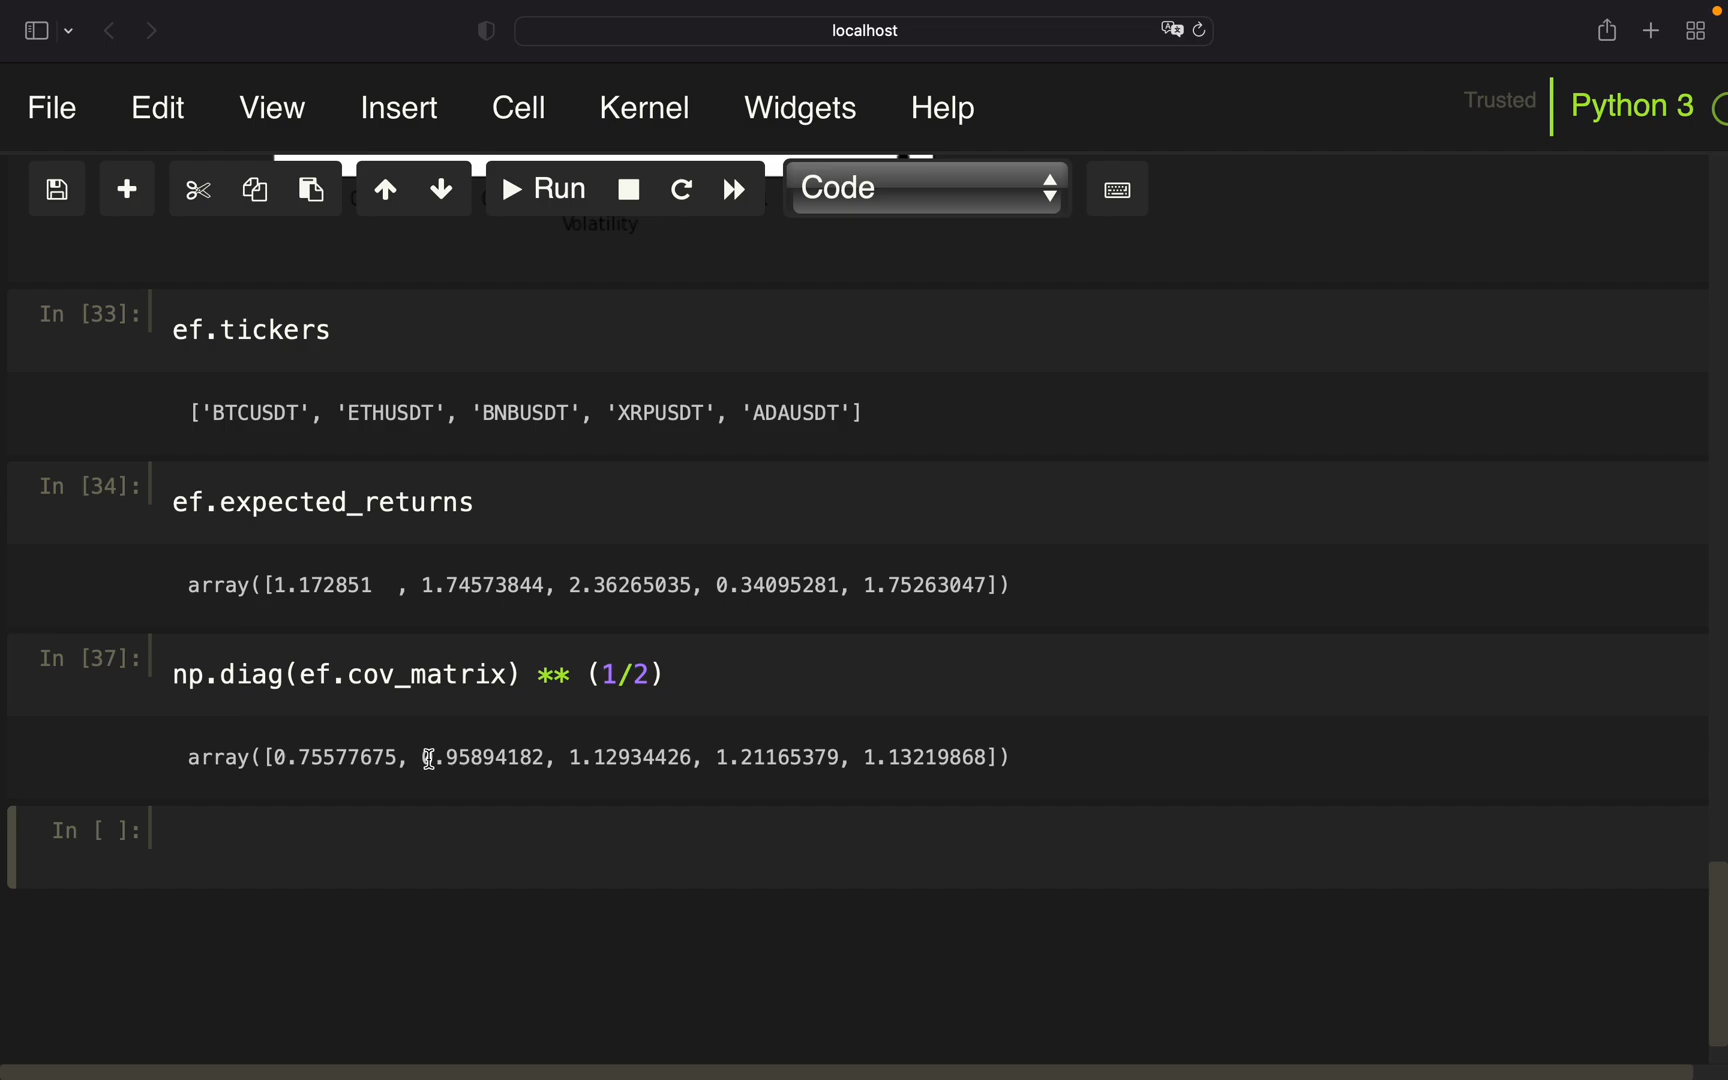 localhost
File Edit View Insert Cell Kernel Widgets Help Trusted Python 3
Run Code
Volatility
In [33]: ef.tickers
['BTCUSDT', 'ETHUSDT', 'BNBUSDT', 'XRPUSDT', 'ADAUSDT']
In [34]: ef.expected_returns
array([1.172851 , 1.74573844, 2.36265035, 0.34095281, 1.75263047])
In [37]: np.diag(ef.cov_matrix) ** (1/2)
array([0.75577675, 0.95894182, 1.12934426, 1.21165379, 1.13219868])
In [ ]: